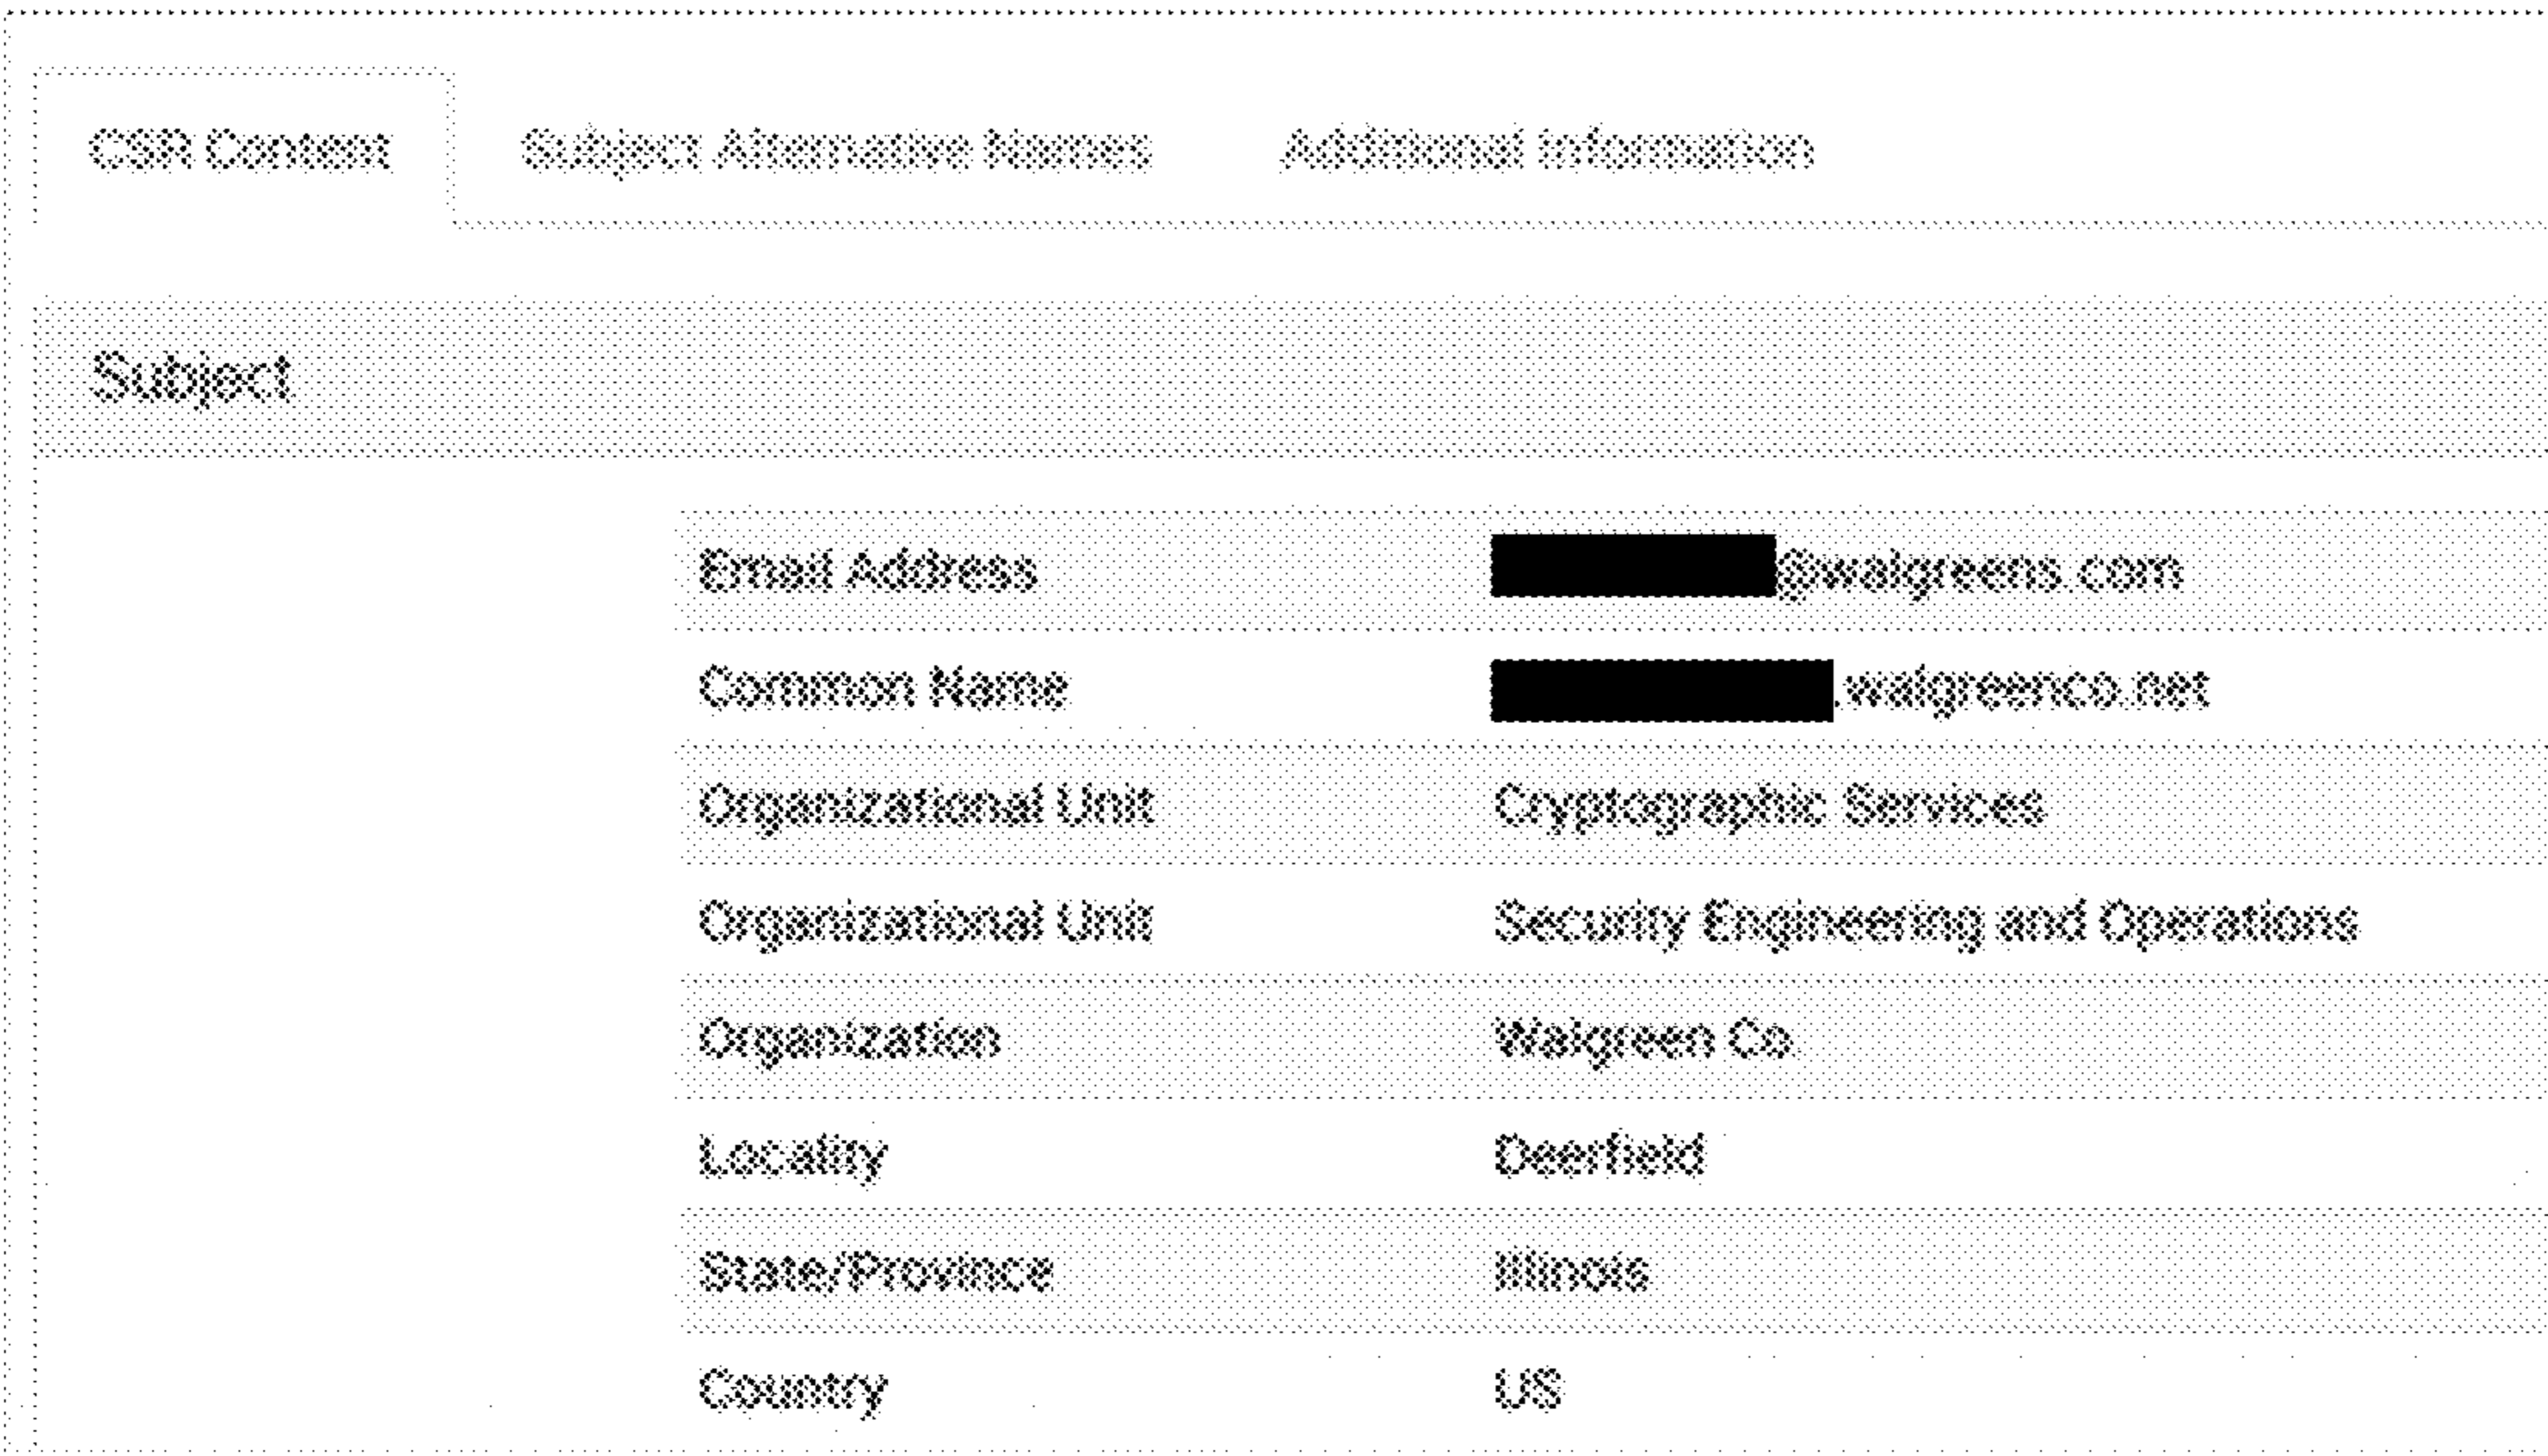 CSR Content Subject Alternative Names Additional Information
Subject
Email Address @walgreens.com
Common Name .walgreenco.net
Organizational Unit Cryptographic Services
Organizational Unit Security Engineering and Operations
Organization Walgreen Co
Locality Deerfield
State/Province Illinois
Country US